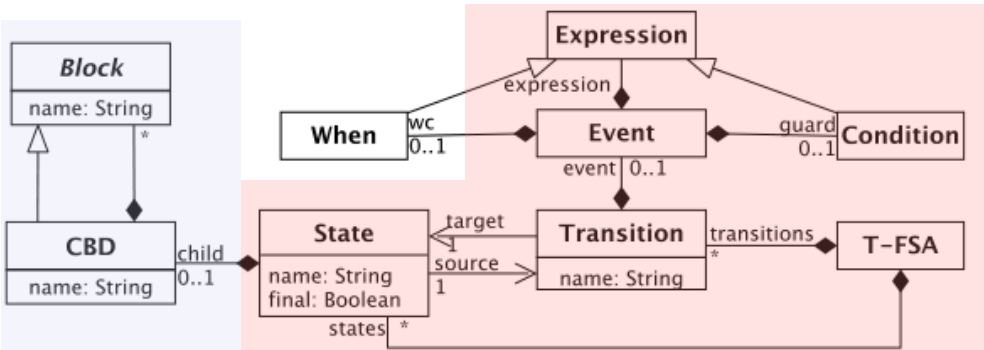 Expression
Block
expression
name: String
When
wc
0..1
Event
guard
0..1
Condition
*
event
0..1
CBD
name: String
child
0..1
State
name: String
final: Boolean
target
1
source
1
Transition
name: String
transitions
*
T-FSA
states
*